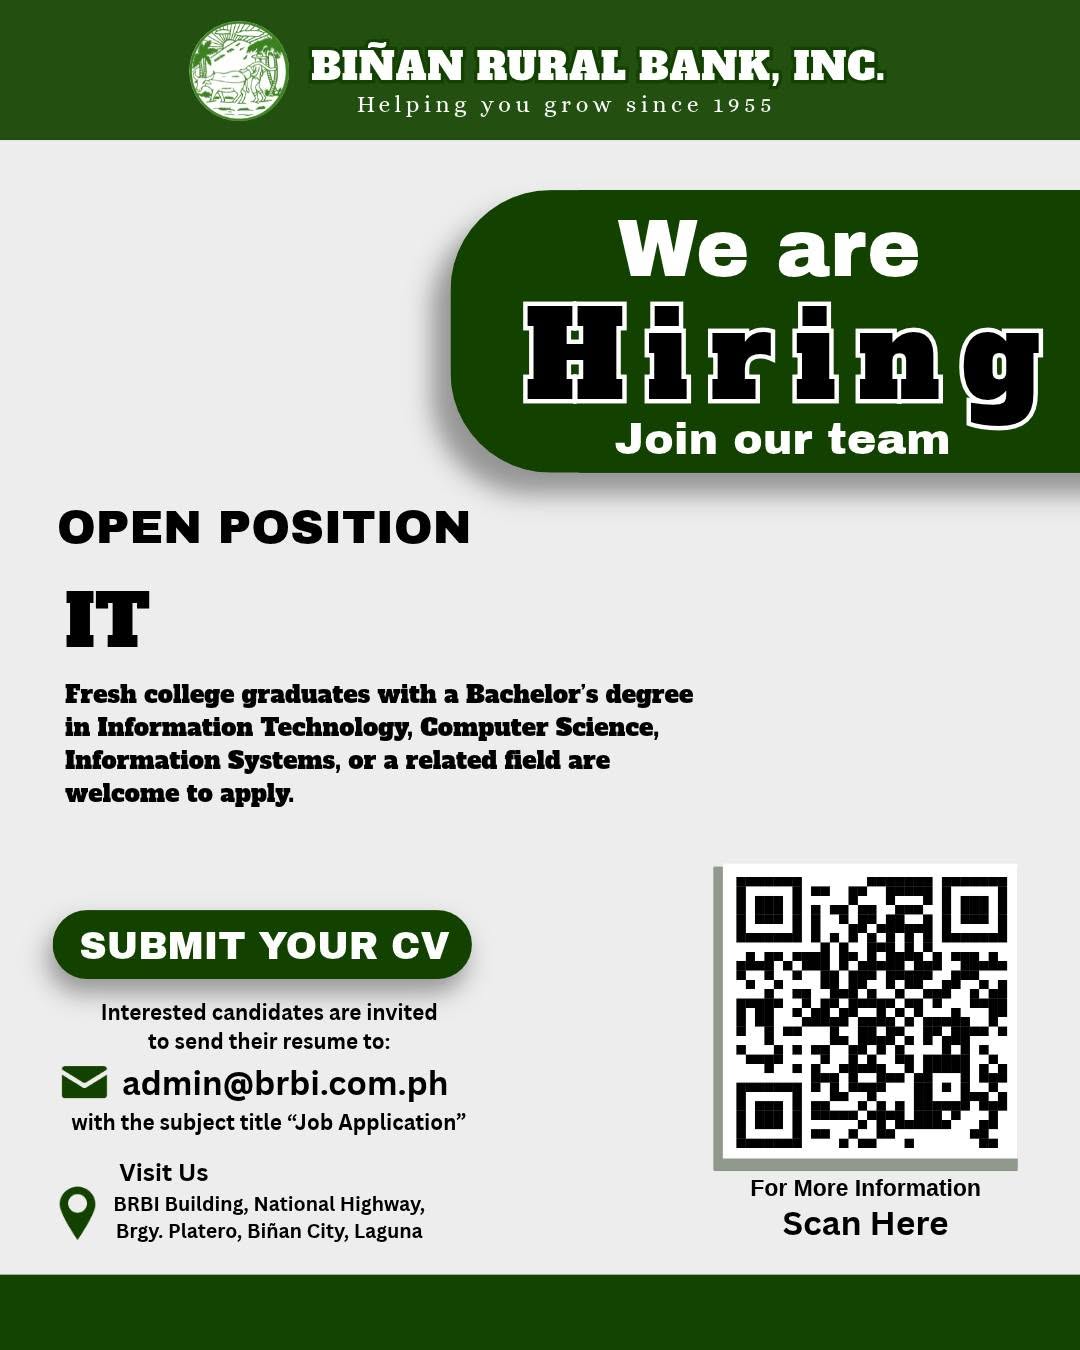 BIÑAN RURAL BANK, INC.
Helping you grow since 1955
We are
Hiring
Join our team
OPEN POSITION
IT
Fresh college graduates with a Bachelor's degree
in Information Technology, Computer Science,
Information Systems, or a related field are
welcome to apply.
SUBMIT YOUR CV
Interested candidates are invited
to send their resume to:
admin@brbi.com.ph
with the subject title “Job Application”
Visit Us
BRBI Building, National Highway,
Brgy. Platero, Biñan City, Laguna
For More Information
Scan Here